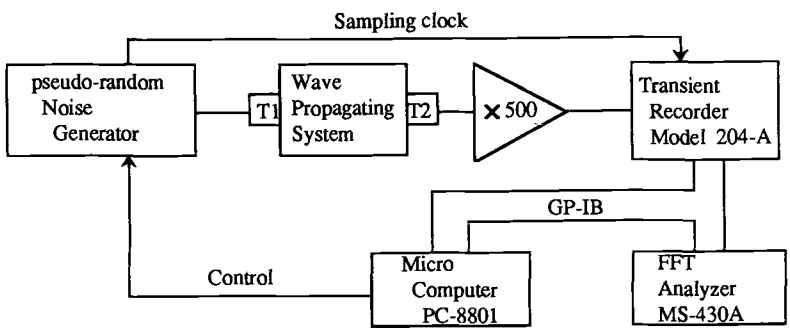 Sampling clock
pseudo-random
Noise
Generator
T1
Wave
Propagating
System
T2
×500
Transient
Recorder
Model 204-A
GP-IB
Control
Micro
Computer
PC-8801
FFT
Analyzer
MS-430A